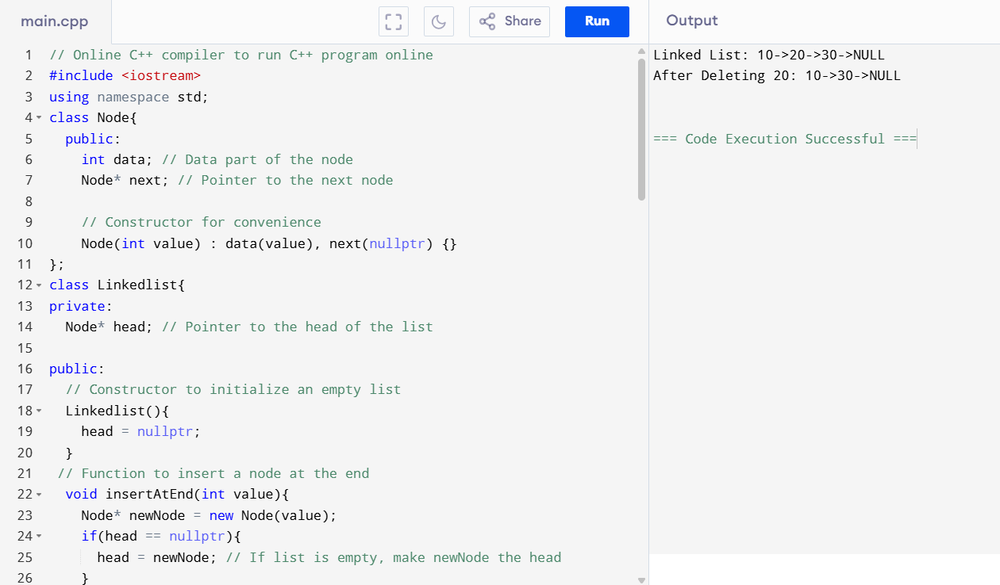 main.cpp
Share
Run
Output
1 // Online C++ compiler to run C++ program online
2 #include <iostream>
3 using namespace std;
4 class Node{
5   public:
6     int data; // Data part of the node
7     Node* next; // Pointer to the next node
8
9     // Constructor for convenience
10     Node(int value) : data(value), next(nullptr) {}
11 };
12 class Linkedlist{
13 private:
14   Node* head; // Pointer to the head of the list
15
16 public:
17   // Constructor to initialize an empty list
18   Linkedlist(){
19     head = nullptr;
20   }
21  // Function to insert a node at the end
22   void insertAtEnd(int value){
23     Node* newNode = new Node(value);
24     if(head == nullptr){
25       head = newNode; // If list is empty, make newNode the head
26     }
Linked List: 10->20->30->NULL
After Deleting 20: 10->30->NULL
=== Code Execution Successful ===